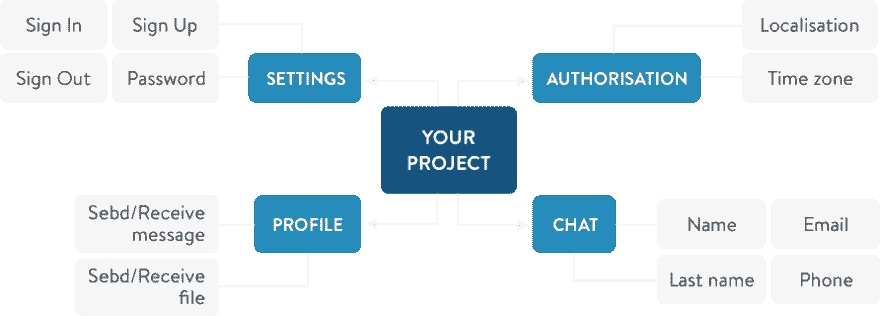 Sign In
Sign Up
Localisation
Sign Out
Password
SETTINGS
AUTHORISATION
Time zone
YOUR
PROJECT
Sebd/Receive
message
PROFILE
CHAT
Name
Email
Sebd/Receive
file
Last name
Phone